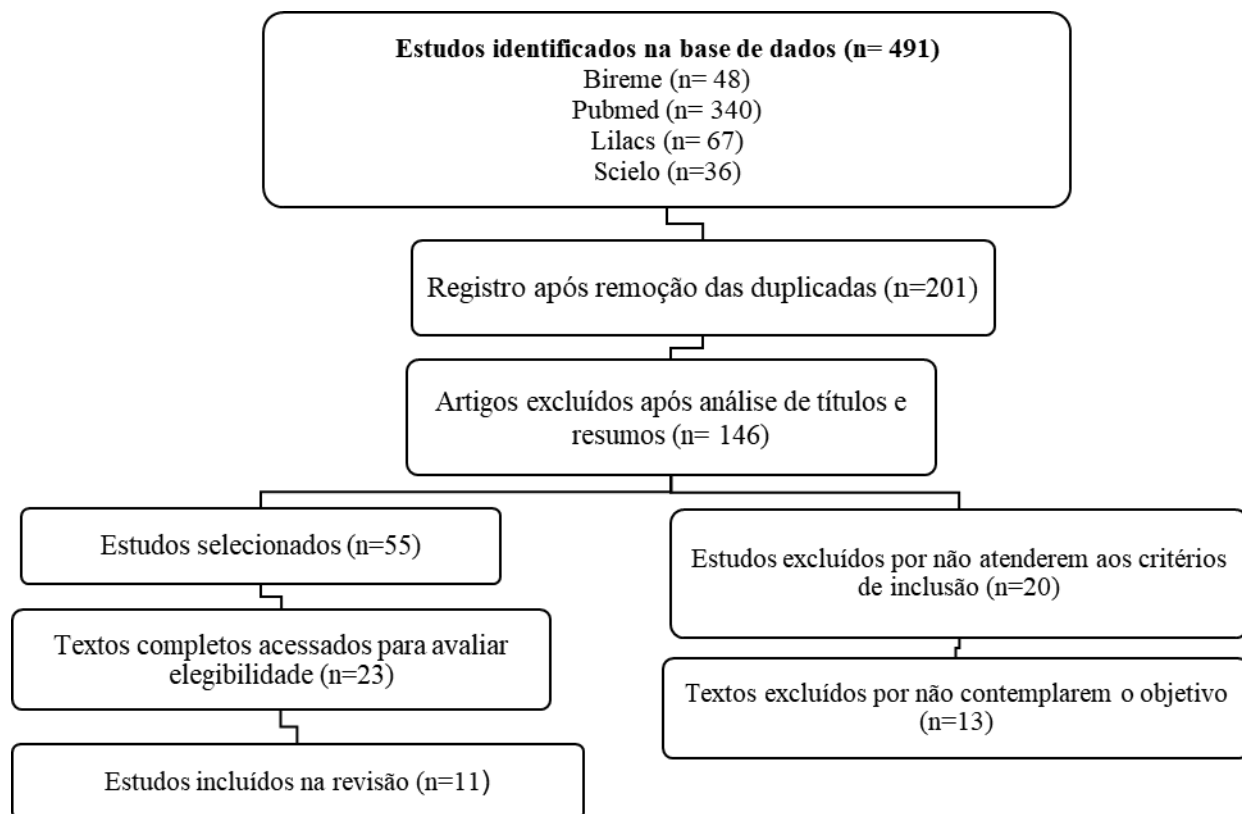 Estudos identificados na base de dados (n= 491)
Bireme (n= 48)
Pubmed (n= 340)
Lilacs (n= 67)
Scielo (n=36)
Registro após remoção das duplicadas (n=201)
Artigos excluídos após análise de títulos e
resumos (n= 146)
Estudos selecionados (n=55)
Estudos excluídos por não atenderem aos critérios
de inclusão (n=20)
Textos completos acessados para avaliar
elegibilidade (n=23)
Textos excluídos por não contemplarem o objetivo
(n=13)
Estudos incluídos na revisão (n=11)